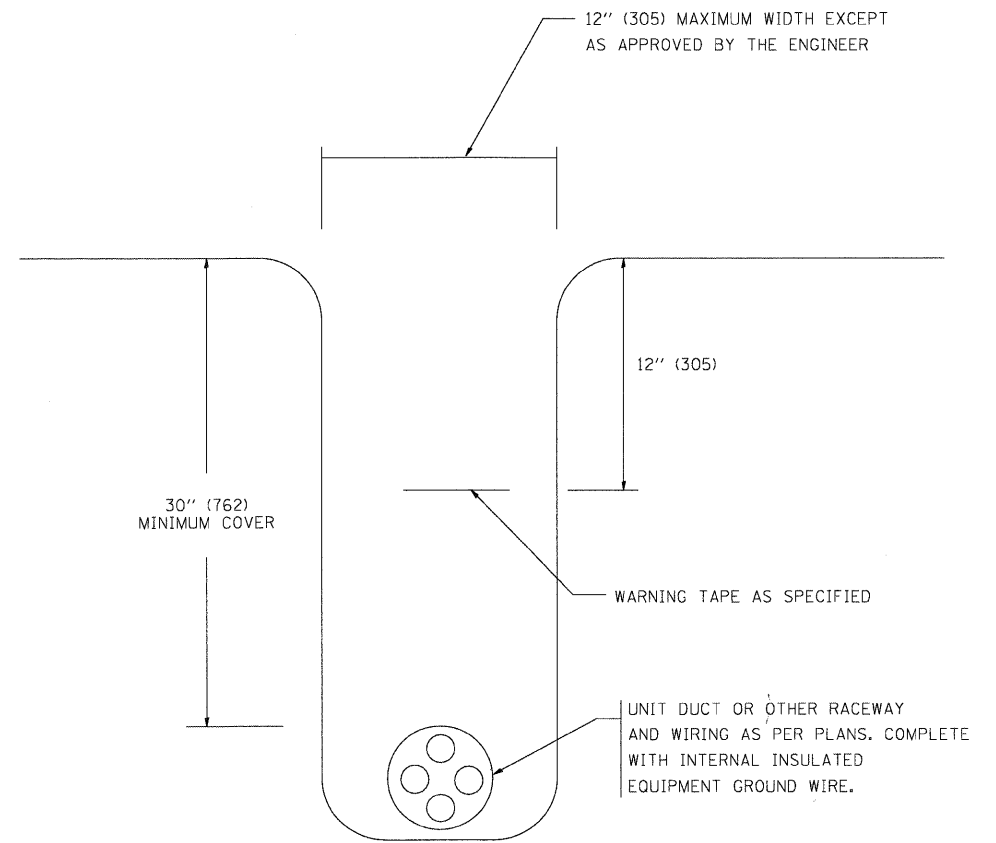 12" (305) MAXIMUM WIDTH EXCEPT
AS APPROVED BY THE ENGINEER
12" (305)
30" (762)
MINIMUM COVER
WARNING TAPE AS SPECIFIED
UNIT DUCT OR OTHER RACEWAY
AND WIRING AS PER PLANS. COMPLETE
WITH INTERNAL INSULATED
EQUIPMENT GROUND WIRE.